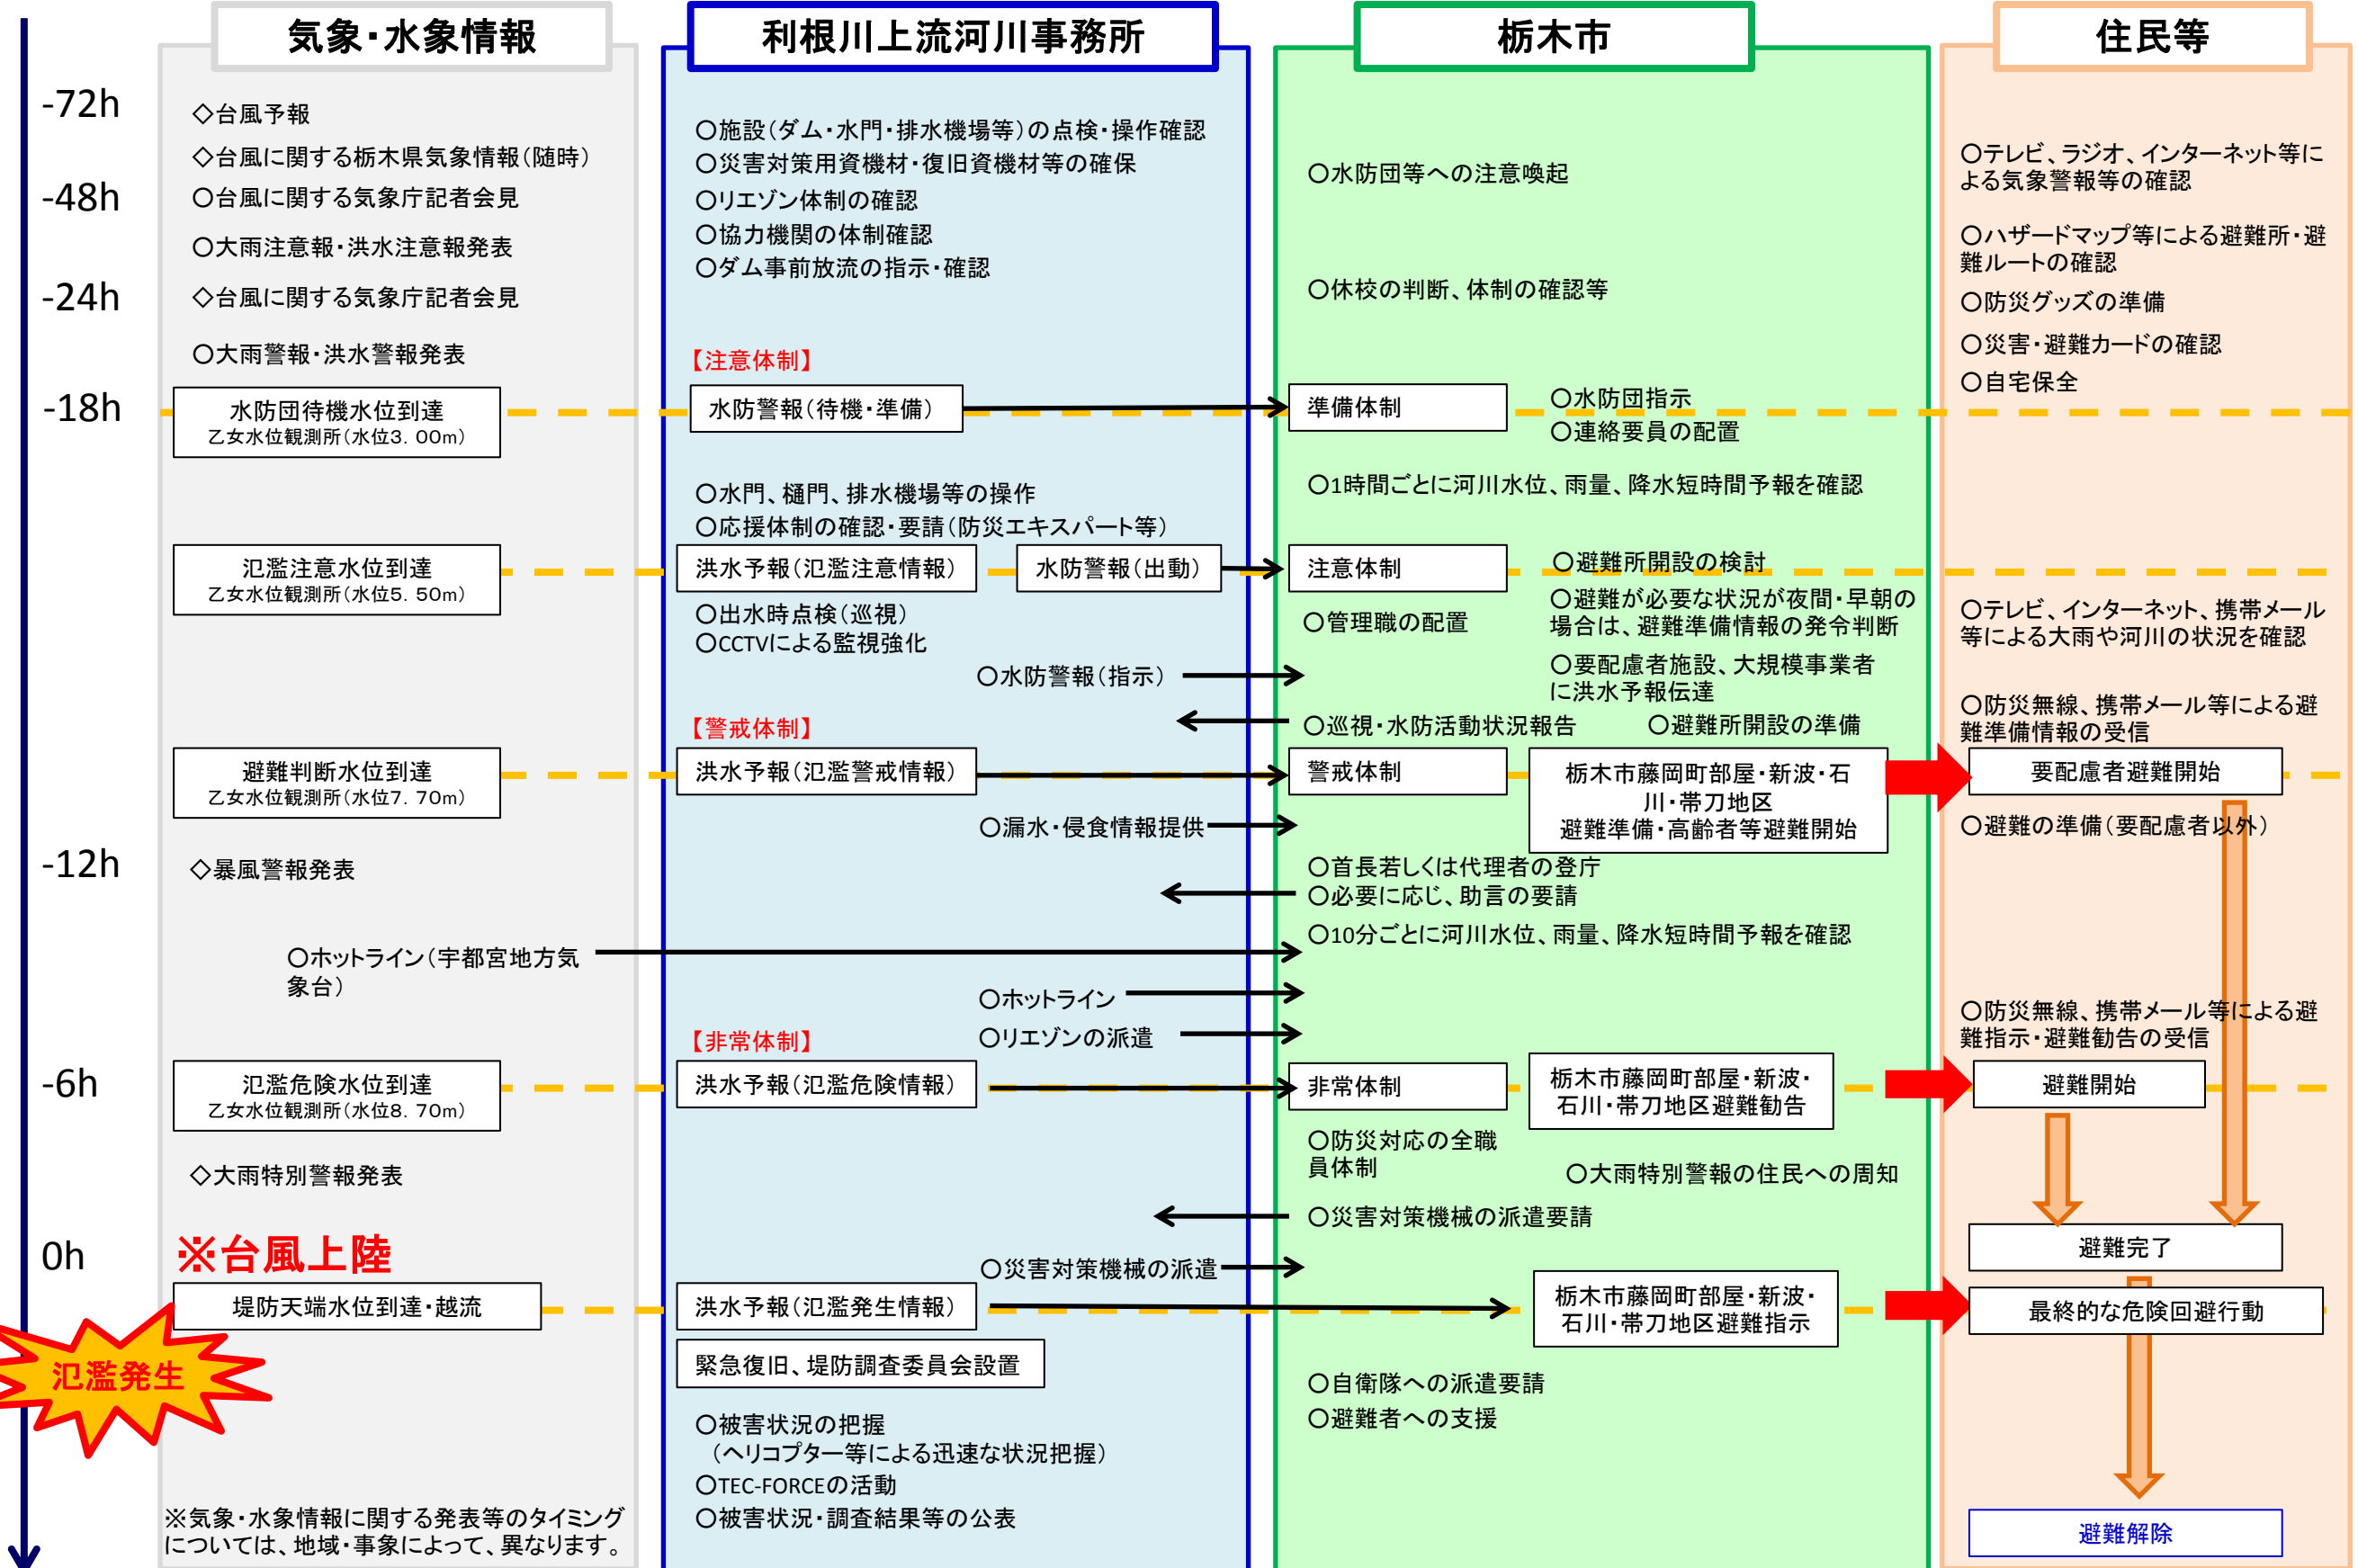 気象・水象情報
利根川上流河川事務所
栃木市
住民等
-72h
-48h
-24h
-18h
-12h
-6h
0h
◇台風予報
◇台風に関する栃木県気象情報（随時）
〇台風に関する気象庁記者会見
〇大雨注意報・洪水注意報発表
◇台風に関する気象庁記者会見
〇大雨警報・洪水警報発表
水防団待機水位到達
乙女水位観測所（水位3．00m）
氾濫注意水位到達
乙女水位観測所（水位5．50m）
避難判断水位到達
乙女水位観測所（水位7．70m）
◇暴風警報発表
〇ホットライン（宇都宮地方気
象台）
氾濫危険水位到達
乙女水位観測所（水位8．70m）
◇大雨特別警報発表
※台風上陸
堤防天端水位到達・越流
氾濫発生
※気象・水象情報に関する発表等のタイミング
については、地域・事象によって、異なります。
〇施設（ダム・水門・排水機場等）の点検・操作確認
〇災害対策用資機材・復旧資機材等の確保
〇リエゾン体制の確認
〇協力機関の体制確認
〇ダム事前放流の指示・確認
【注意体制】
水防警報（待機・準備）
〇水門、樋門、排水機場等の操作
〇応援体制の確認・要請（防災エキスパート等）
洪水予報（氾濫注意情報）
水防警報（出動）
〇出水時点検（巡視）
〇CCTVによる監視強化
〇水防警報（指示）
【警戒体制】
洪水予報（氾濫警戒情報）
〇漏水・侵食情報提供
〇ホットライン
〇リエゾンの派遣
【非常体制】
洪水予報（氾濫危険情報）
〇災害対策機械の派遣
洪水予報（氾濫発生情報）
緊急復旧、堤防調査委員会設置
〇被害状況の把握
（ヘリコプター等による迅速な状況把握）
〇TEC-FORCEの活動
〇被害状況・調査結果等の公表
〇水防団等への注意喚起
〇休校の判断、体制の確認等
準備体制
〇水防団指示
〇連絡要員の配置
〇1時間ごとに河川水位、雨量、降水短時間予報を確認
注意体制
〇避難所開設の検討
〇管理職の配置
〇避難が必要な状況が夜間・早朝の
場合は、避難準備情報の発令判断
〇要配慮者施設、大規模事業者
に洪水予報伝達
〇巡視・水防活動状況報告
〇避難所開設の準備
警戒体制
栃木市藤岡町部屋・新波・石
川・帯刀地区
避難準備・高齢者等避難開始
〇首長若しくは代理者の登庁
〇必要に応じ、助言の要請
〇10分ごとに河川水位、雨量、降水短時間予報を確認
非常体制
栃木市藤岡町部屋・新波・
石川・帯刀地区避難勧告
〇防災対応の全職
員体制
〇大雨特別警報の住民への周知
〇災害対策機械の派遣要請
栃木市藤岡町部屋・新波・
石川・帯刀地区避難指示
〇自衛隊への派遣要請
〇避難者への支援
〇テレビ、ラジオ、インターネット等に
よる気象警報等の確認
〇ハザードマップ等による避難所・避
難ルートの確認
〇防災グッズの準備
〇災害・避難カードの確認
〇自宅保全
〇テレビ、インターネット、携帯メール
等による大雨や河川の状況を確認
〇防災無線、携帯メール等による避
難準備情報の受信
要配慮者避難開始
〇避難の準備（要配慮者以外）
〇防災無線、携帯メール等による避
難指示・避難勧告の受信
避難開始
避難完了
最終的な危険回避行動
避難解除